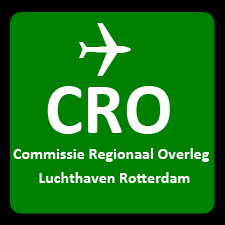 CRO
Commissie Regionaal Overleg
Luchthaven Rotterdam